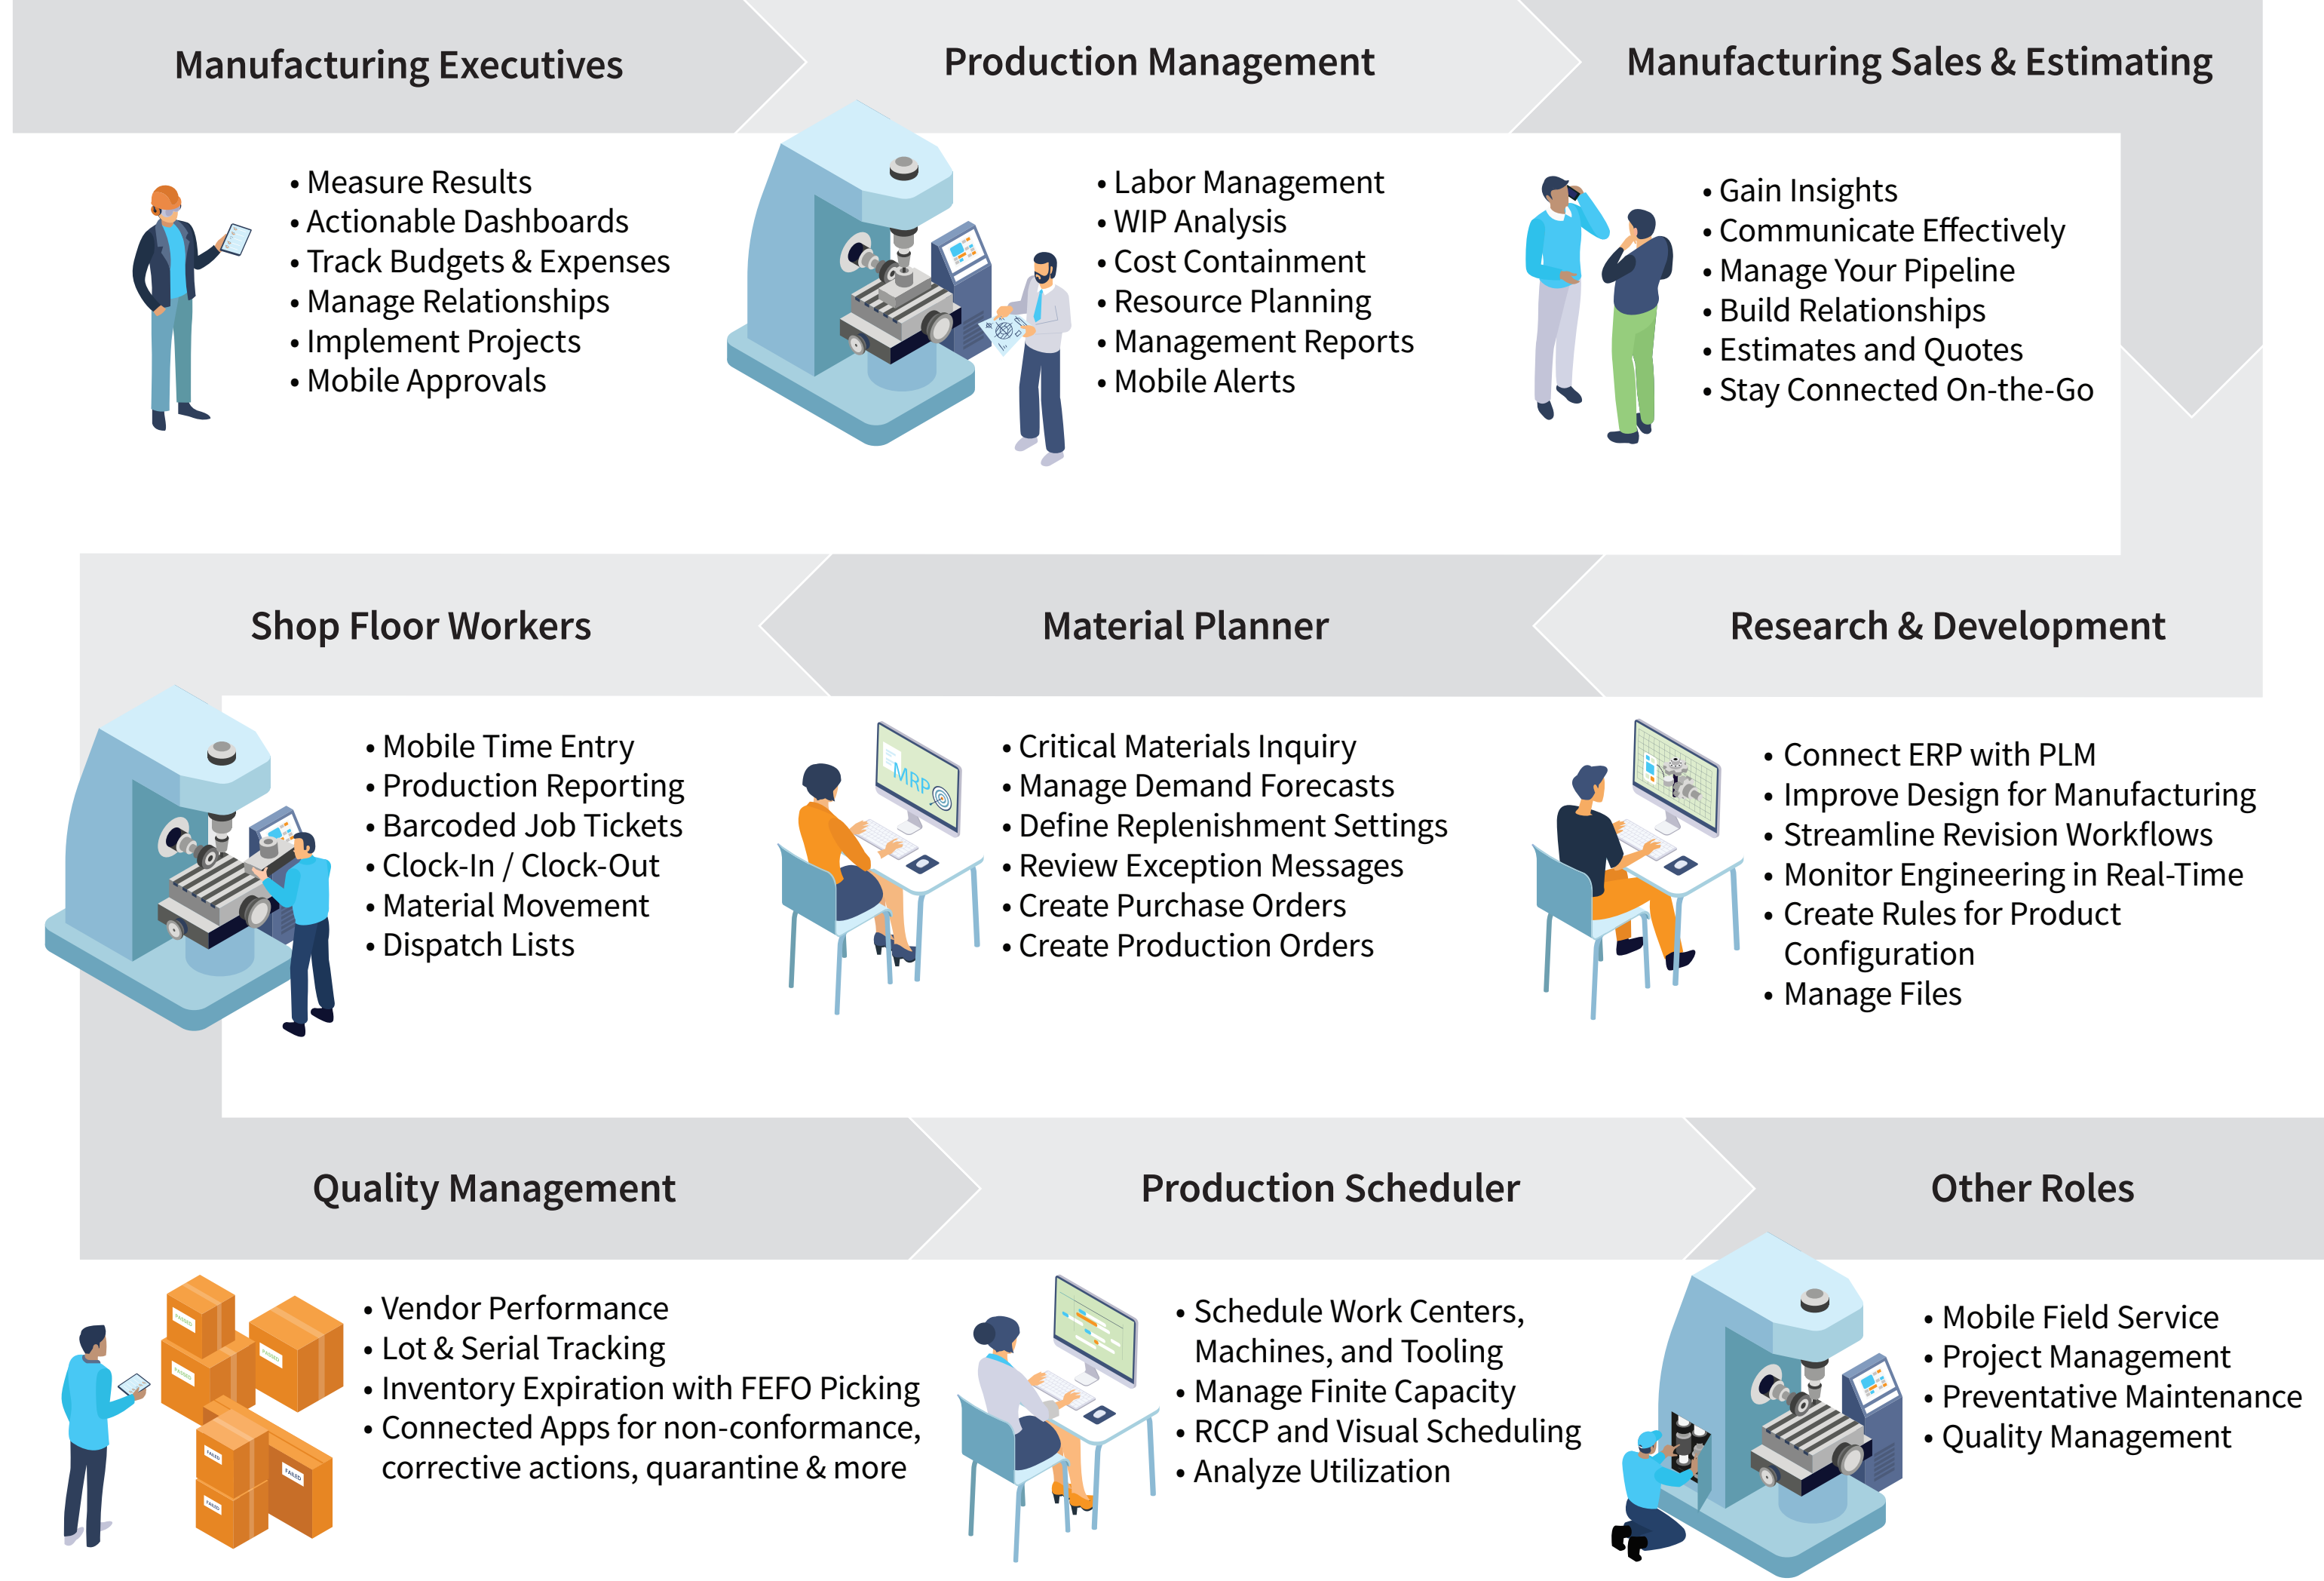 Manufacturing Executives
• Measure Results
• Actionable Dashboards
• Track Budgets & Expenses
• Manage Relationships
• Implement Projects
• Mobile Approvals
Production Management
• Labor Management
• WIP Analysis
• Cost Containment
• Resource Planning
• Management Reports
• Mobile Alerts
Manufacturing Sales & Estimating
• Gain Insights
• Communicate Effectively
• Manage Your Pipeline
• Build Relationships
• Estimates and Quotes
• Stay Connected On-the-Go
Research & Development
• Connect ERP with PLM
• Improve Design for Manufacturing
• Streamline Revision Workflows
• Monitor Engineering in Real-Time
• Create Rules for Product
Configuration
• Manage Files
Material Planner
MRP
• Critical Materials Inquiry
• Manage Demand Forecasts
• Define Replenishment Settings
• Review Exception Messages
• Create Purchase Orders
• Create Production Orders
Shop Floor Workers
• Mobile Time Entry
• Production Reporting
• Barcoded Job Tickets
• Clock-In / Clock-Out
• Material Movement
• Dispatch Lists
Quality Management
PASSED
PASSED
PASSED
FAILED
FAILED
FAILED
• Vendor Performance
• Lot & Serial Tracking
• Inventory Expiration with FEFO Picking
• Connected Apps for non-conformance,
corrective actions, quarantine & more
Production Scheduler
• Schedule Work Centers,
Machines, and Tooling
• Manage Finite Capacity
• RCCP and Visual Scheduling
• Analyze Utilization
Other Roles
• Mobile Field Service
• Project Management
• Preventative Maintenance
• Quality Management